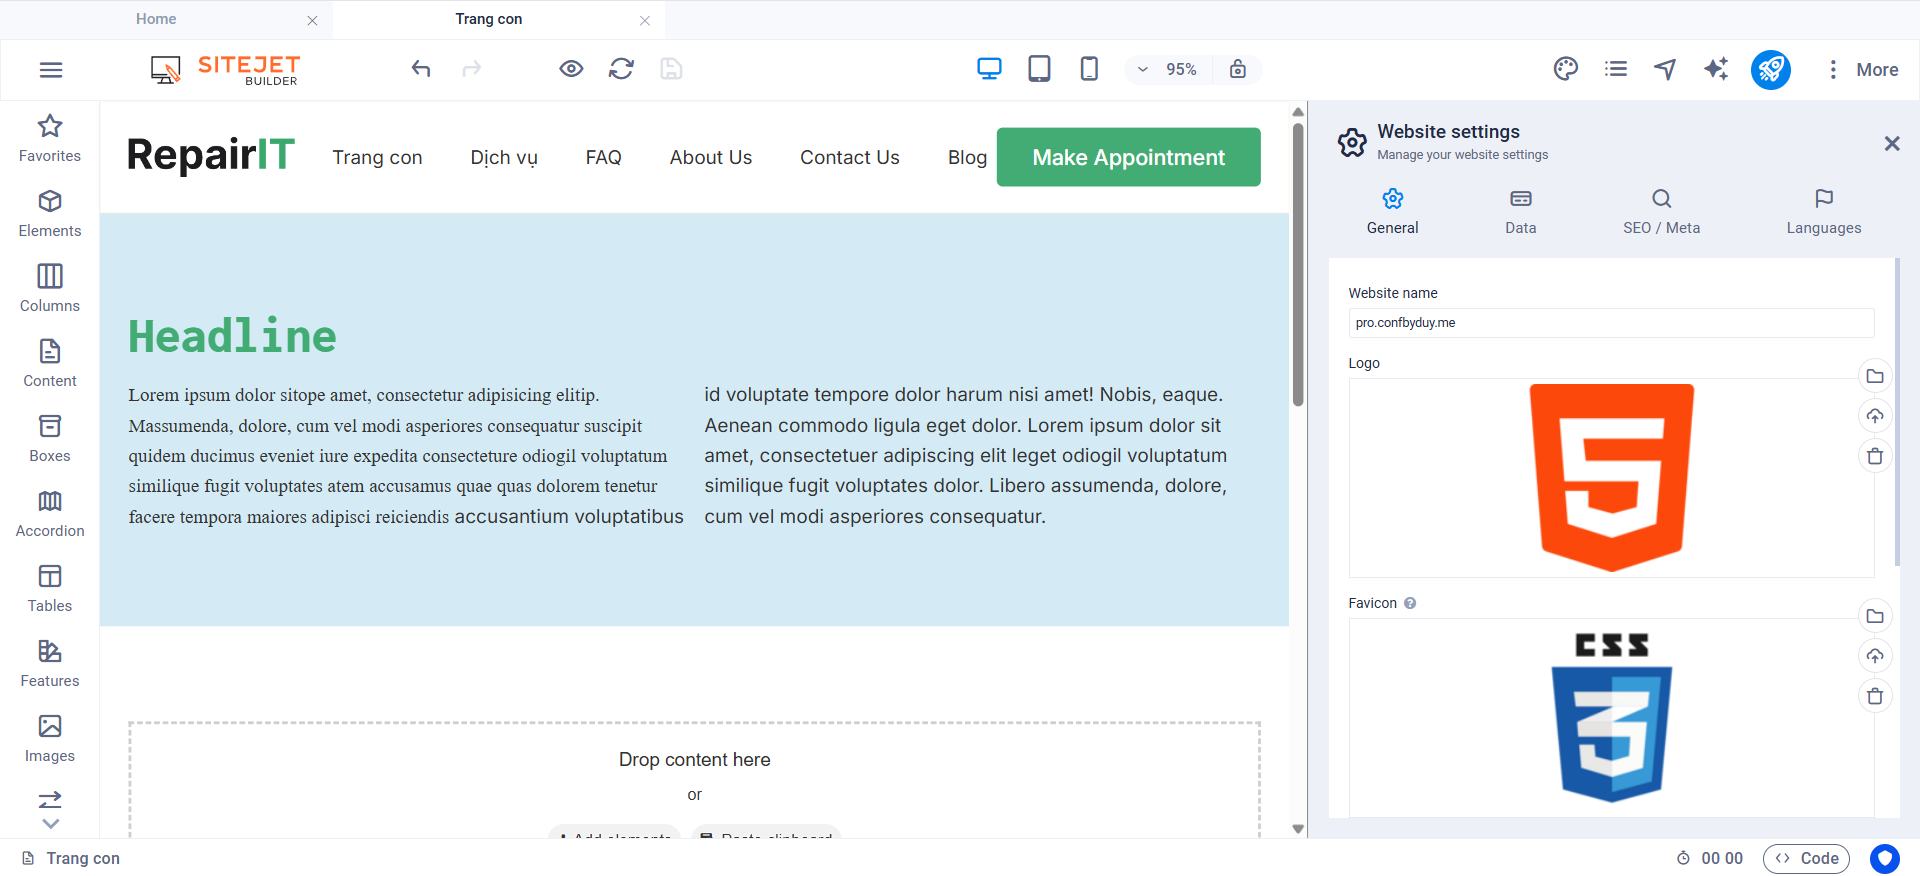 Home
Trang con
SITEJET
BUILDER
95%
More
Favorites
Elements
Columns
Content
Boxes
Accordion
Tables
Features
Images
RepairIT
Trang con
Dịch vụ
FAQ
About Us
Contact Us
Blog
Make Appointment
Headline
Lorem ipsum dolor sitope amet, consectetur adipisicing elitip.
Massumenda, dolore, cum vel modi asperiores consequatur suscipit
quidem ducimus eveniet iure expedita consecteture odiogil voluptatum
similique fugit voluptates atem accusamus quae quas dolorem tenetur
facere tempora maiores adipisci reiciendis accusantium voluptatibus
id voluptate tempore dolor harum nisi amet! Nobis, eaque.
Aenean commodo ligula eget dolor. Lorem ipsum dolor sit
amet, consectetuer adipiscing elit leget odiogil voluptatum
similique fugit voluptates dolor. Libero assumenda, dolore,
cum vel modi asperiores consequatur.
Drop content here
or
Add elements
Paste clipboard
Website settings
Manage your website settings
General
Data
SEO / Meta
Languages
Website name
pro.confbyduy.me
Logo
5
Favicon
CSS
3
Trang con
00 00
Code